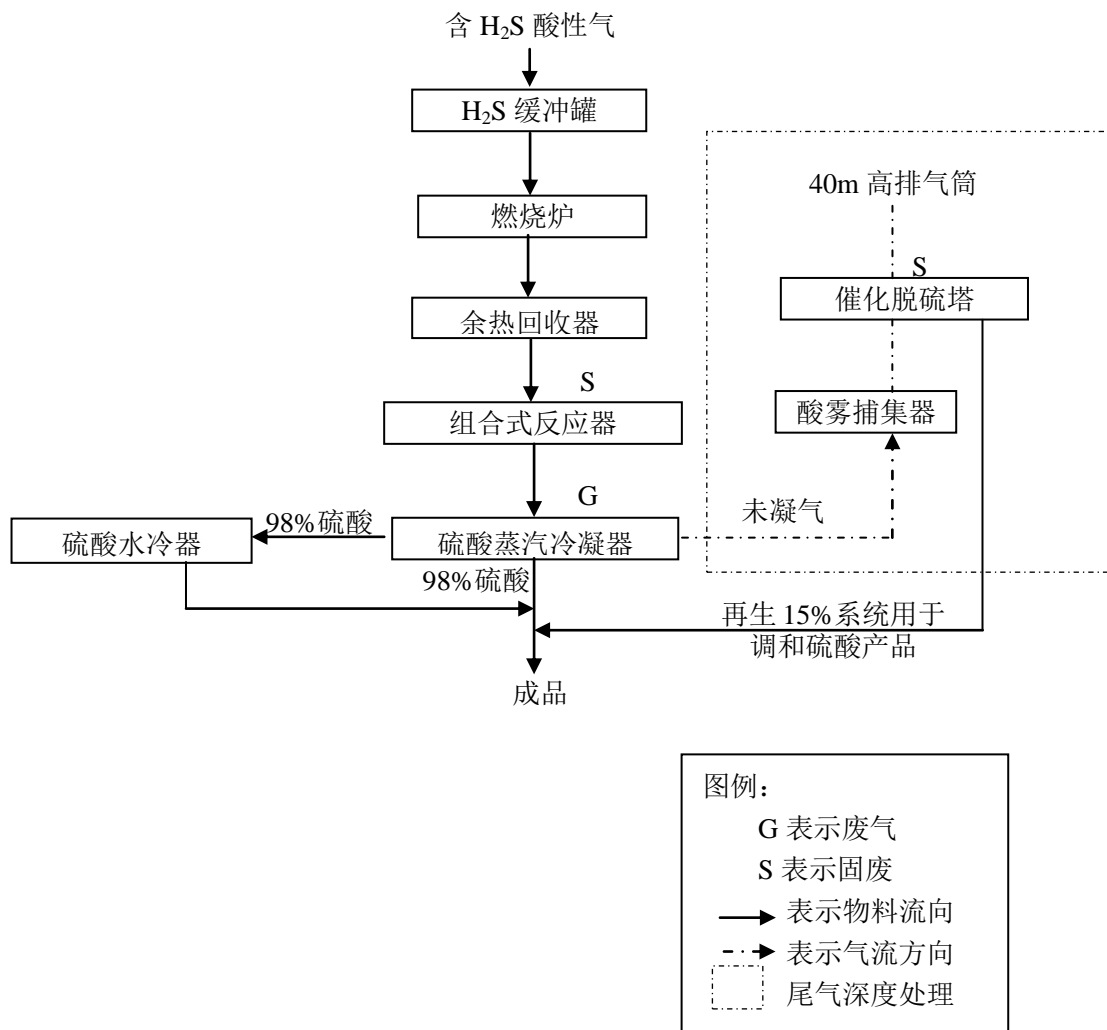 含 H₂S 酸性气
H₂S 缓冲罐
40m 高排气筒
燃烧炉
S
催化脱硫塔
余热回收器
S
酸雾捕集器
组合式反应器
G
未凝气
98%硫酸
硫酸水冷器
硫酸蒸汽冷凝器
98%硫酸
再生 15%系统用于
调和硫酸产品
成品
图例：
G 表示废气
S 表示固废
表示物料流向
表示气流方向
尾气深度处理